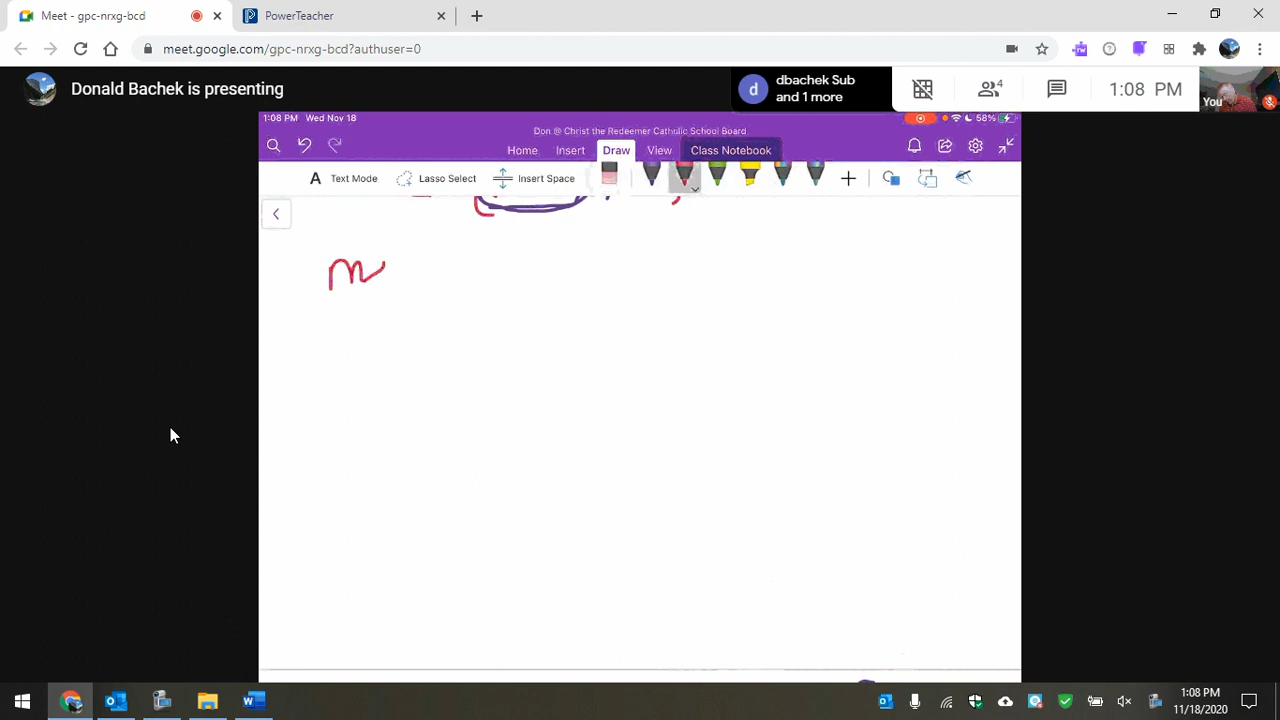 Meet - gpc-nrxg-bcd
PowerTeacher
meet.google.com/gpc-nrxg-bcd?authuser=0
Donald Bachek is presenting
d
dbachek Sub
and 1 more
4
1:08 PM
You
1:08 PM Wed Nov 18
58%
Don @ Christ the Redeemer Catholic School Board
Home Insert Draw View Class Notebook
A Text Mode Lasso Select Insert Space
m
1:08 PM
11/18/2020